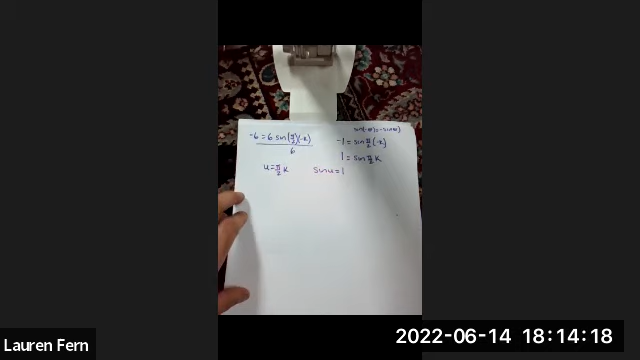 sin(-θ)=-sin(θ)
-6 = 6 sin(π/2)(-k)
6
-1 = sin π/2 (-k)
1 = sin π/2 k
u = π/2 k
sin u = 1
Lauren Fern
2022-06-14 18:14:18